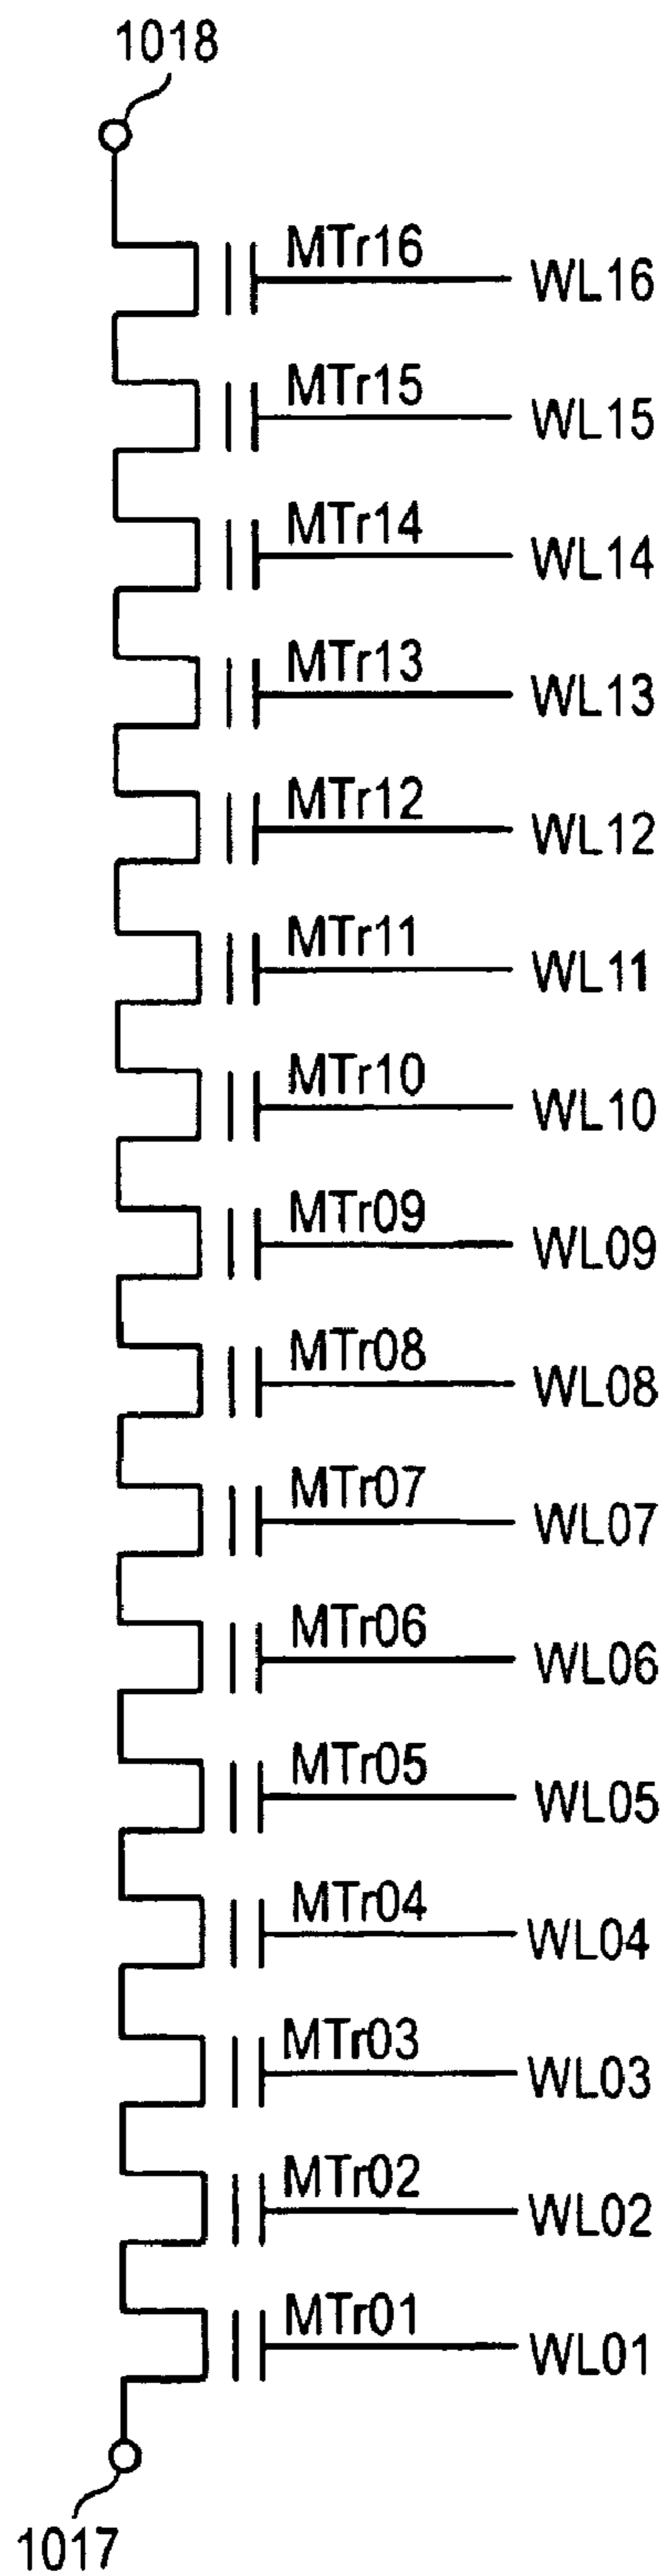 1018
MTr16 WL16
MTr15 WL15
MTr14 WL14
MTr13 WL13
MTr12 WL12
MTr11 WL11
MTr10 WL10
MTr09 WL09
MTr08 WL08
MTr07 WL07
MTr06 WL06
MTr05 WL05
MTr04 WL04
MTr03 WL03
MTr02 WL02
MTr01 WL01
1017